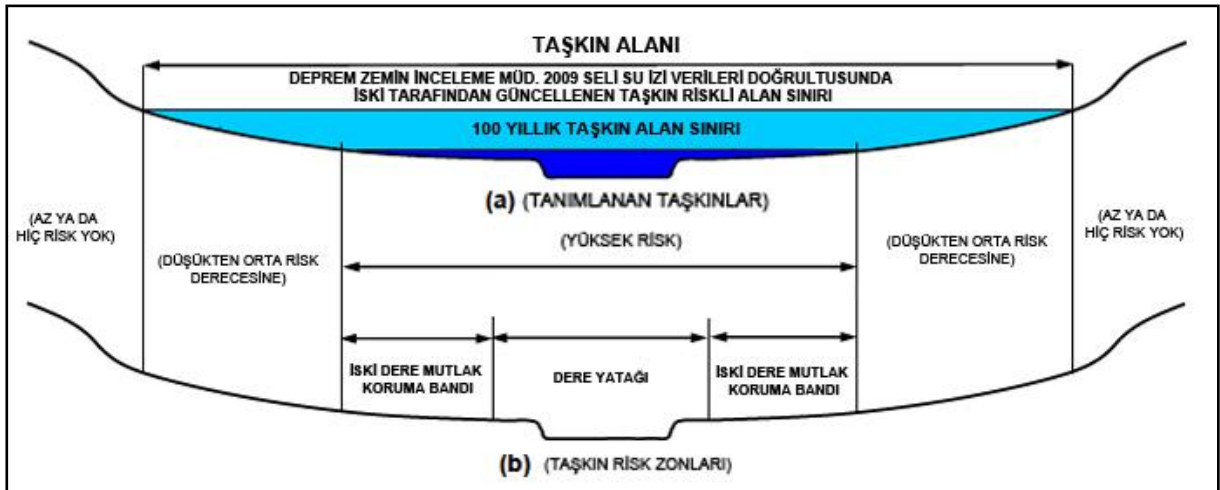 TAŞKIN ALANI
DEPREM ZEMİN İNCELEME MÜD. 2009 SELİ SU İZİ VERİLERİ DOĞRULTUSUNDA
İSKİ TARAFINDAN GÜNCELLENEN TAŞKIN RİSKLİ ALAN SINIRI
100 YILLIK TAŞKIN ALAN SINIRI
(a) (TANIMLANAN TAŞKINLAR)
(AZ YA DA
HİÇ RİSK YOK)
(DÜŞÜKTEN ORTA RİSK
DERECESİNE)
(YÜKSEK RİSK)
(DÜŞÜKTEN ORTA RİSK
DERECESİNE)
(AZ YA DA
HİÇ RİSK YOK)
İSKİ DERE MUTLAK
KORUMA BANDI
DERE YATAĞI
İSKİ DERE MUTLAK
KORUMA BANDI
(b) (TAŞKIN RİSK ZONLARI)